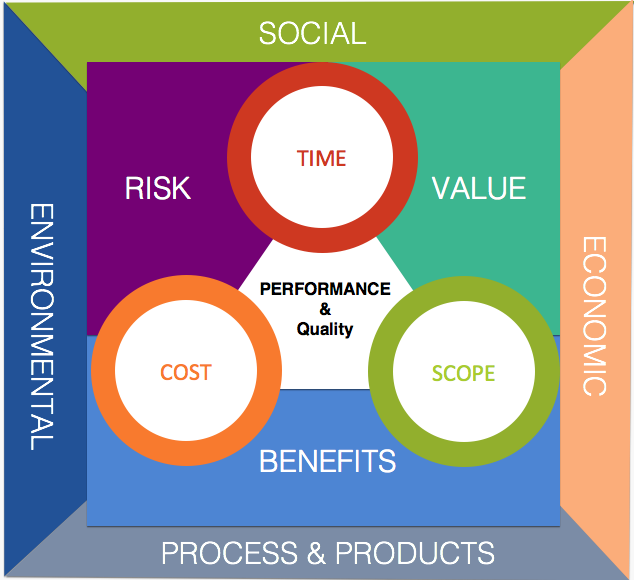 SOCIAL
TIME
RISK
VALUE
ENVIRONMENTAL
ECONOMIC
PERFORMANCE
&
Quality
COST
SCOPE
BENEFITS
PROCESS & PRODUCTS